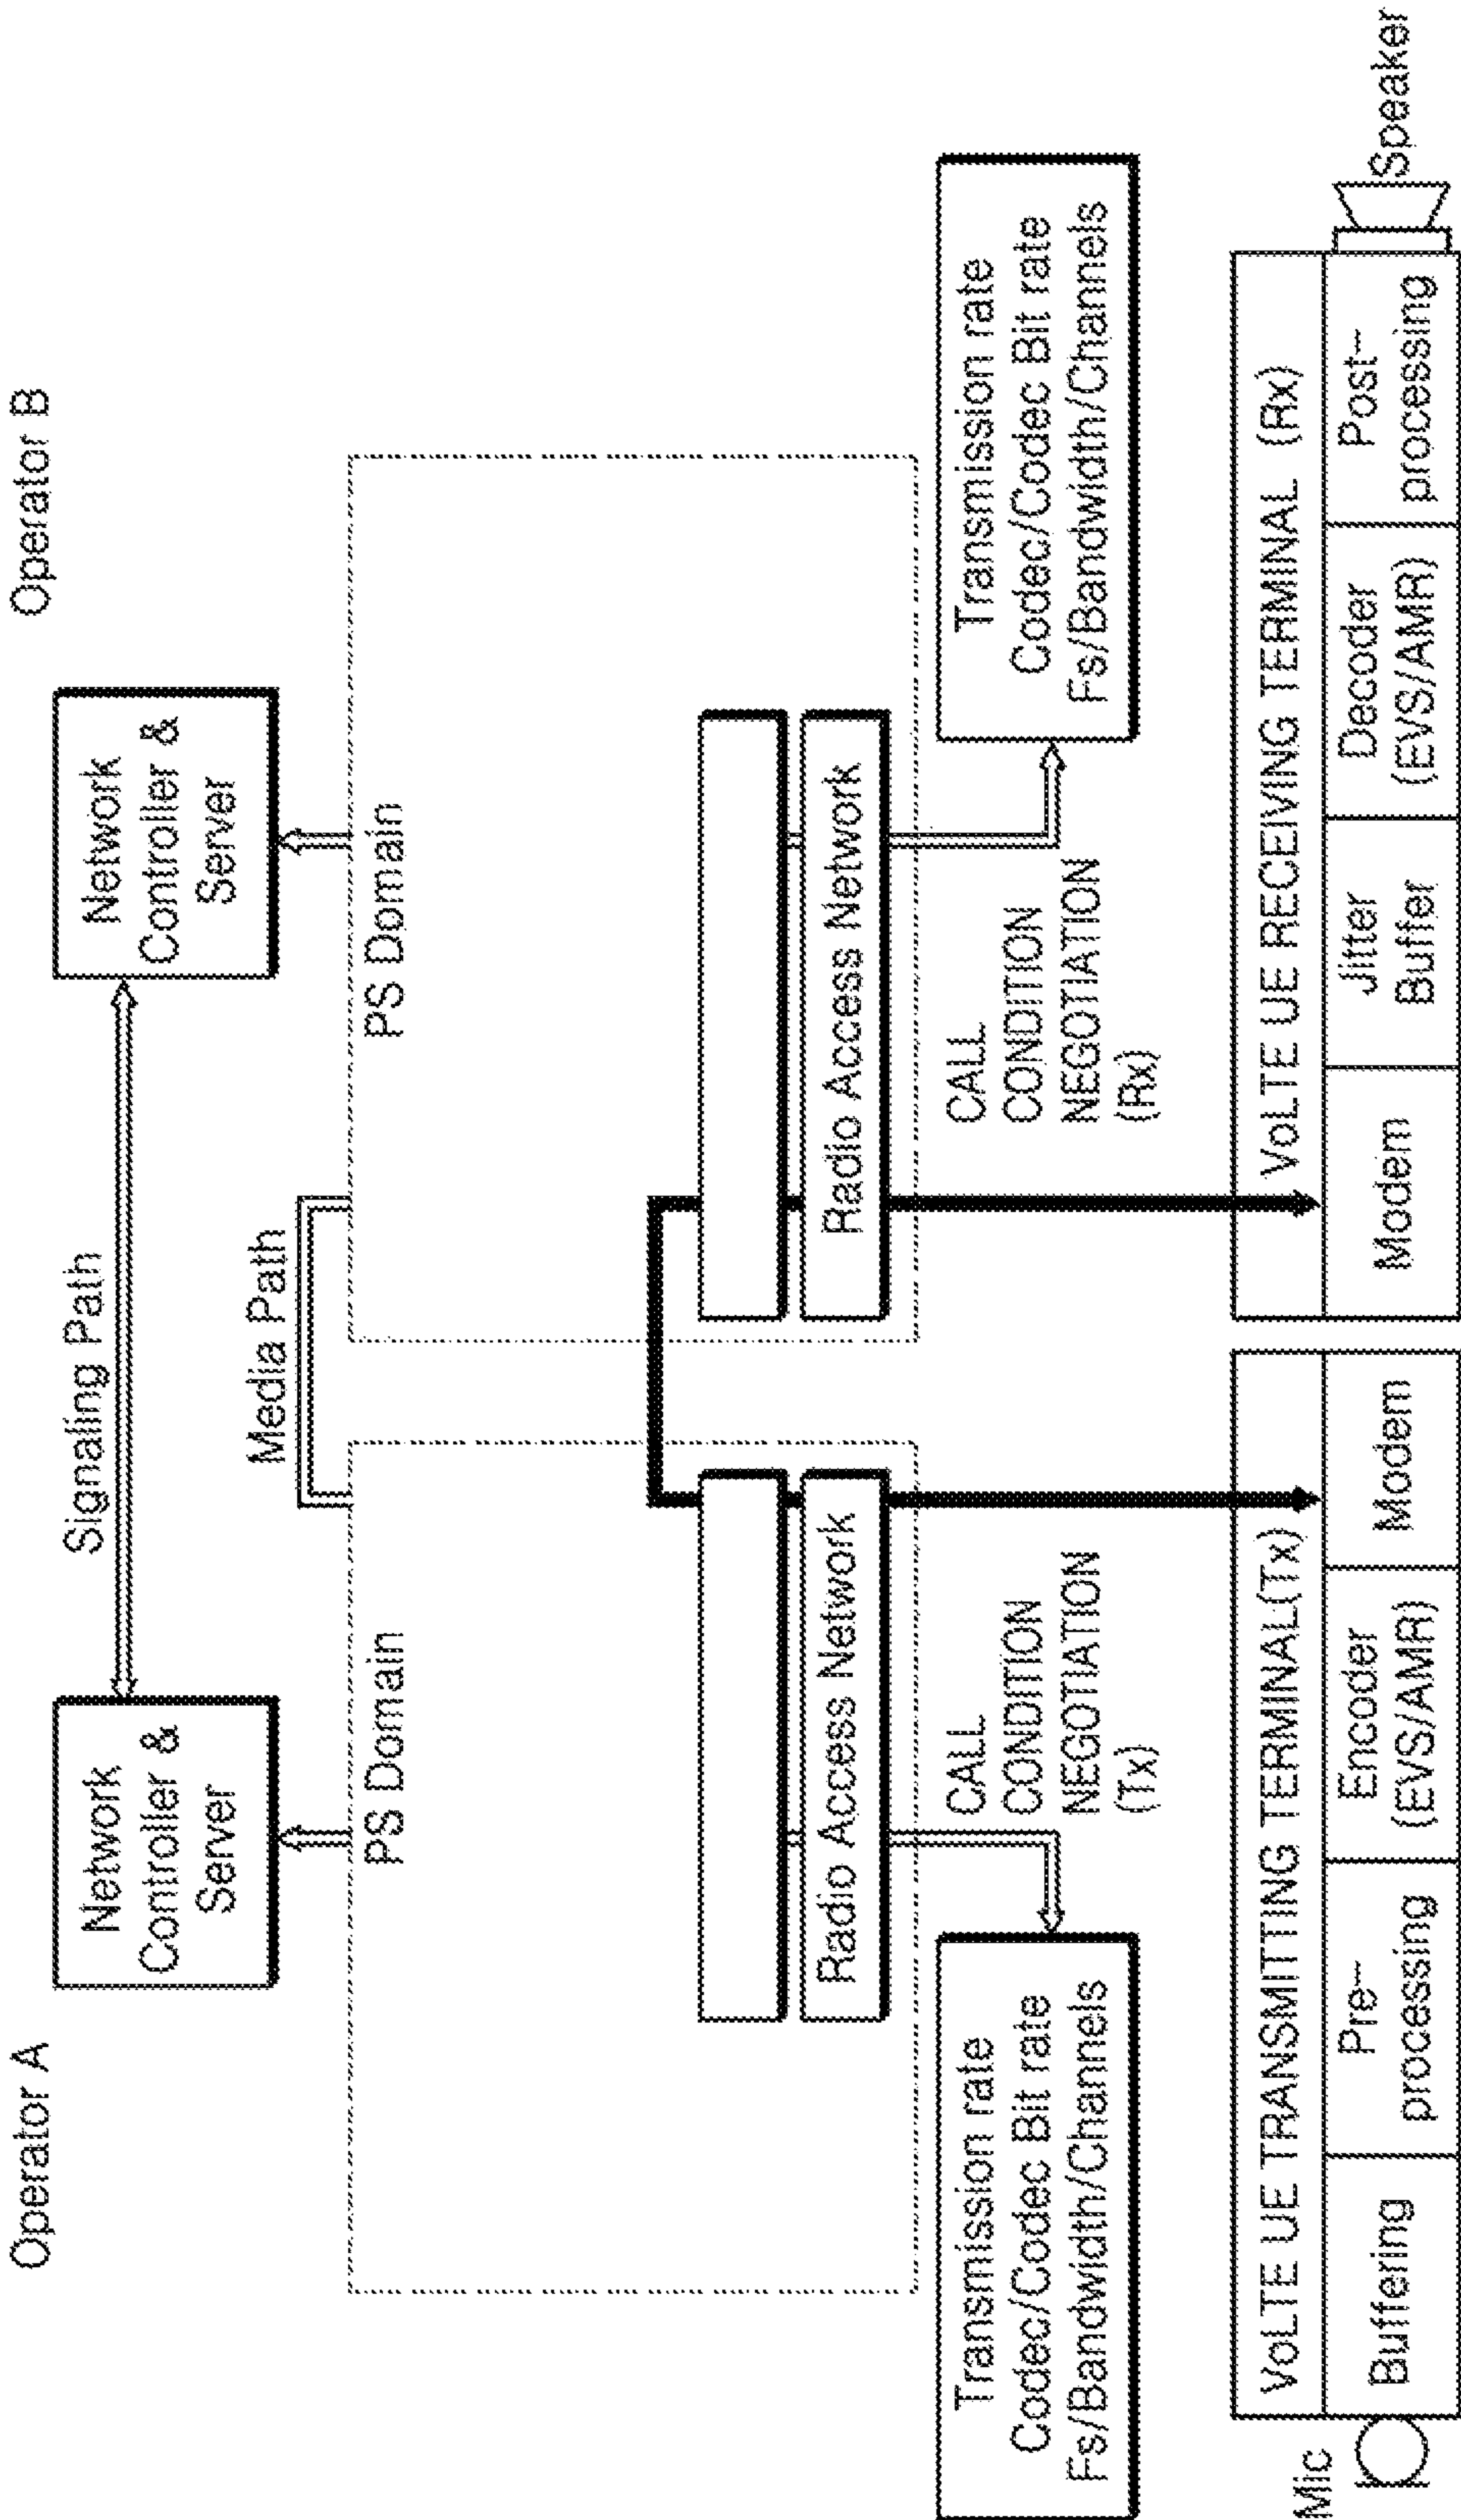 Operator A
Operator B
Network
Controller &
Server
Signaling Path
Network
Controller &
Server
Media Path
PS Domain
PS Domain
Radio Access Network
Radio Access Network
Transmission rate
Codec/Codec Bit rate
Fs/Bandwidth/Channels
CALL
CONDITION
NEGOTIATION
(Tx)
CALL
CONDITION
NEGOTIATION
(Rx)
Transmission rate
Codec/Codec Bit rate
Fs/Bandwidth/Channels
Mic
VoLTE UE TRANSMITTING TERMINAL(Tx)
Buffering
Pre-
processing
Encoder
(EVS/AMR)
Modem
VoLTE UE RECEIVING TERMINAL (Rx)
Modem
Jitter
Buffer
Decoder
(EVS/AMR)
Post-
processing
Speaker